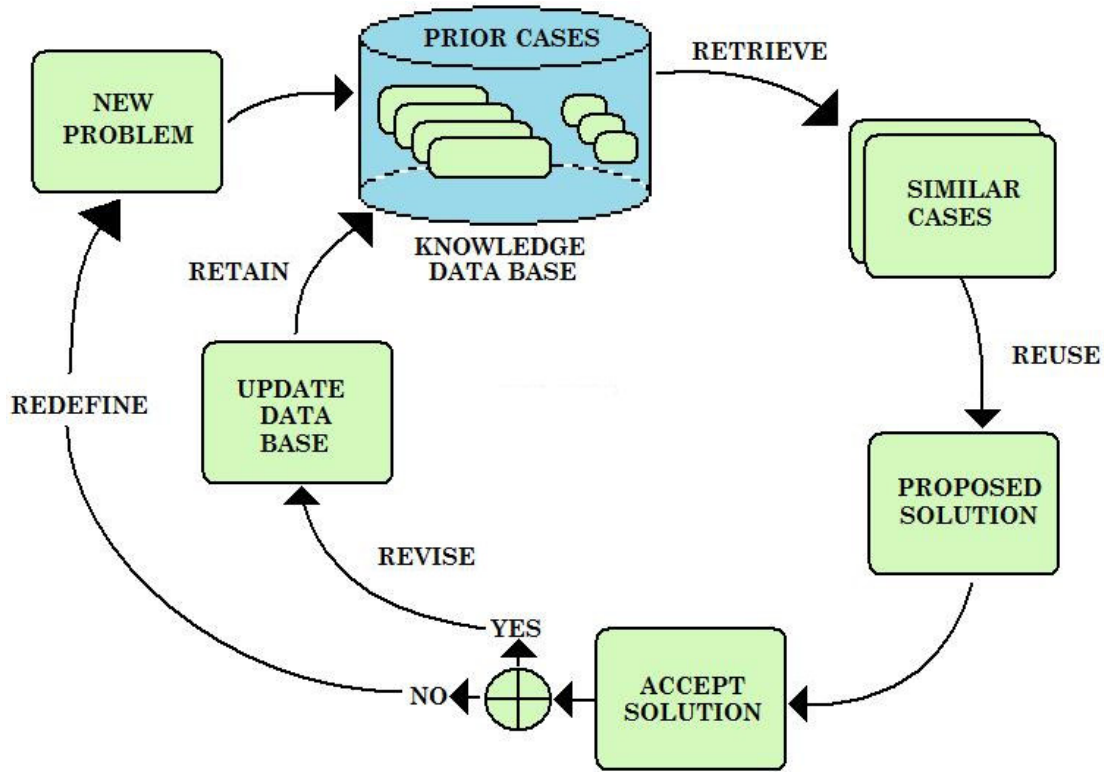 NEW
PROBLEM
PRIOR CASES
RETRIEVE
SIMILAR
CASES
KNOWLEDGE
DATA BASE
RETAIN
REUSE
UPDATE
DATA
BASE
REDEFINE
PROPOSED
SOLUTION
REVISE
YES
NO
ACCEPT
SOLUTION